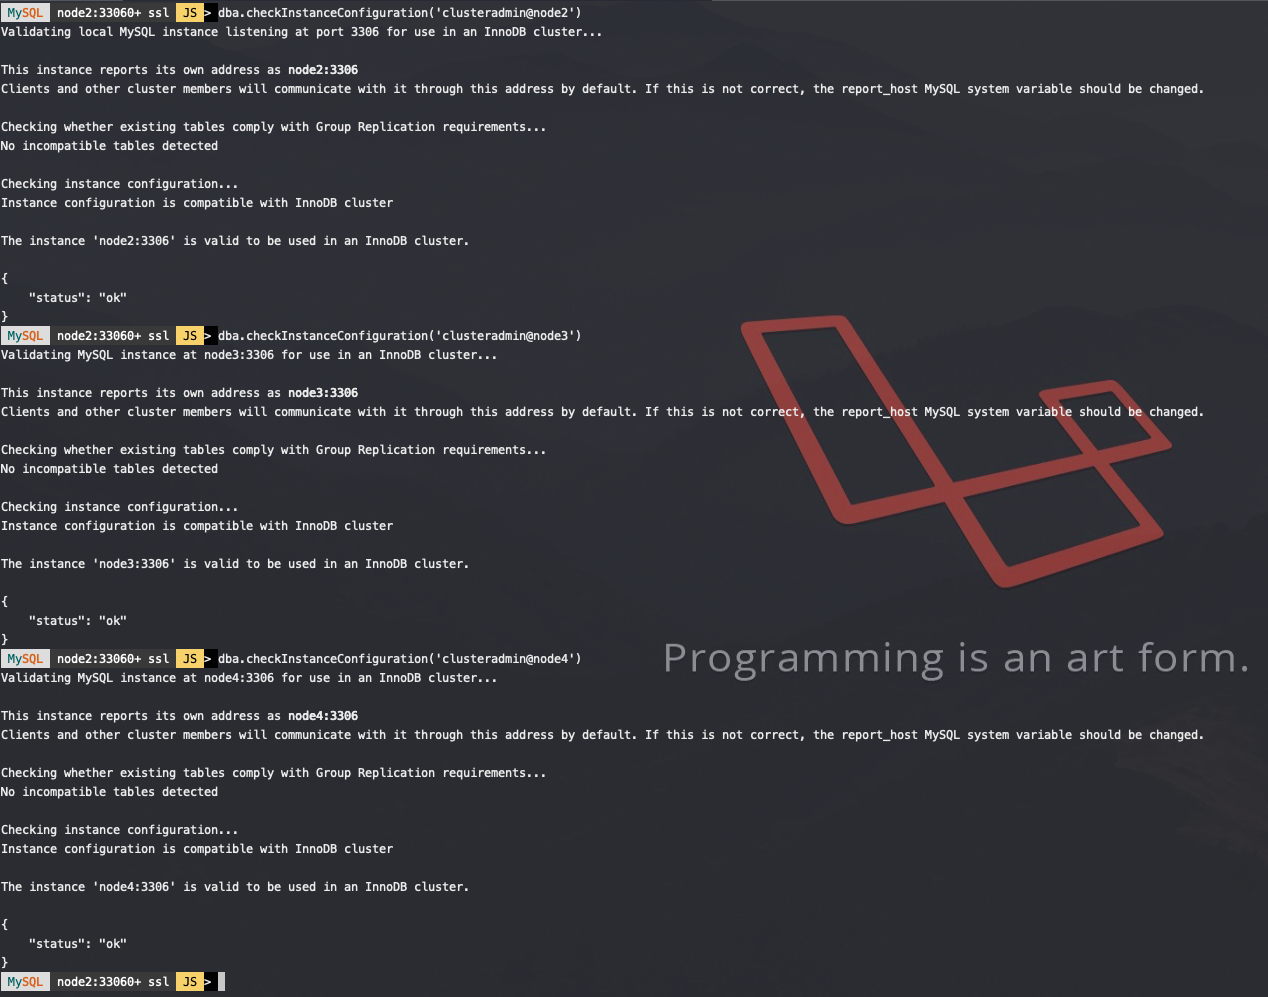 MySQL node2:33060+ ssl JS > dba.checkInstanceConfiguration('clusteradmin@node2')
Validating local MySQL instance listening at port 3306 for use in an InnoDB cluster...
This instance reports its own address as node2:3306
Clients and other cluster members will communicate with it through this address by default. If this is not correct, the report_host MySQL system variable should be changed.
Checking whether existing tables comply with Group Replication requirements...
No incompatible tables detected
Checking instance configuration...
Instance configuration is compatible with InnoDB cluster
The instance 'node2:3306' is valid to be used in an InnoDB cluster.
{
    "status": "ok"
}
MySQL node2:33060+ ssl JS > dba.checkInstanceConfiguration('clusteradmin@node3')
Validating MySQL instance at node3:3306 for use in an InnoDB cluster...
This instance reports its own address as node3:3306
Clients and other cluster members will communicate with it through this address by default. If this is not correct, the report_host MySQL system variable should be changed.
Checking whether existing tables comply with Group Replication requirements...
No incompatible tables detected
Checking instance configuration...
Instance configuration is compatible with InnoDB cluster
The instance 'node3:3306' is valid to be used in an InnoDB cluster.
{
    "status": "ok"
}
MySQL node2:33060+ ssl JS > dba.checkInstanceConfiguration('clusteradmin@node4')
Programming is an art form.
Validating MySQL instance at node4:3306 for use in an InnoDB cluster...
This instance reports its own address as node4:3306
Clients and other cluster members will communicate with it through this address by default. If this is not correct, the report_host MySQL system variable should be changed.
Checking whether existing tables comply with Group Replication requirements...
No incompatible tables detected
Checking instance configuration...
Instance configuration is compatible with InnoDB cluster
The instance 'node4:3306' is valid to be used in an InnoDB cluster.
{
    "status": "ok"
}
MySQL node2:33060+ ssl JS >